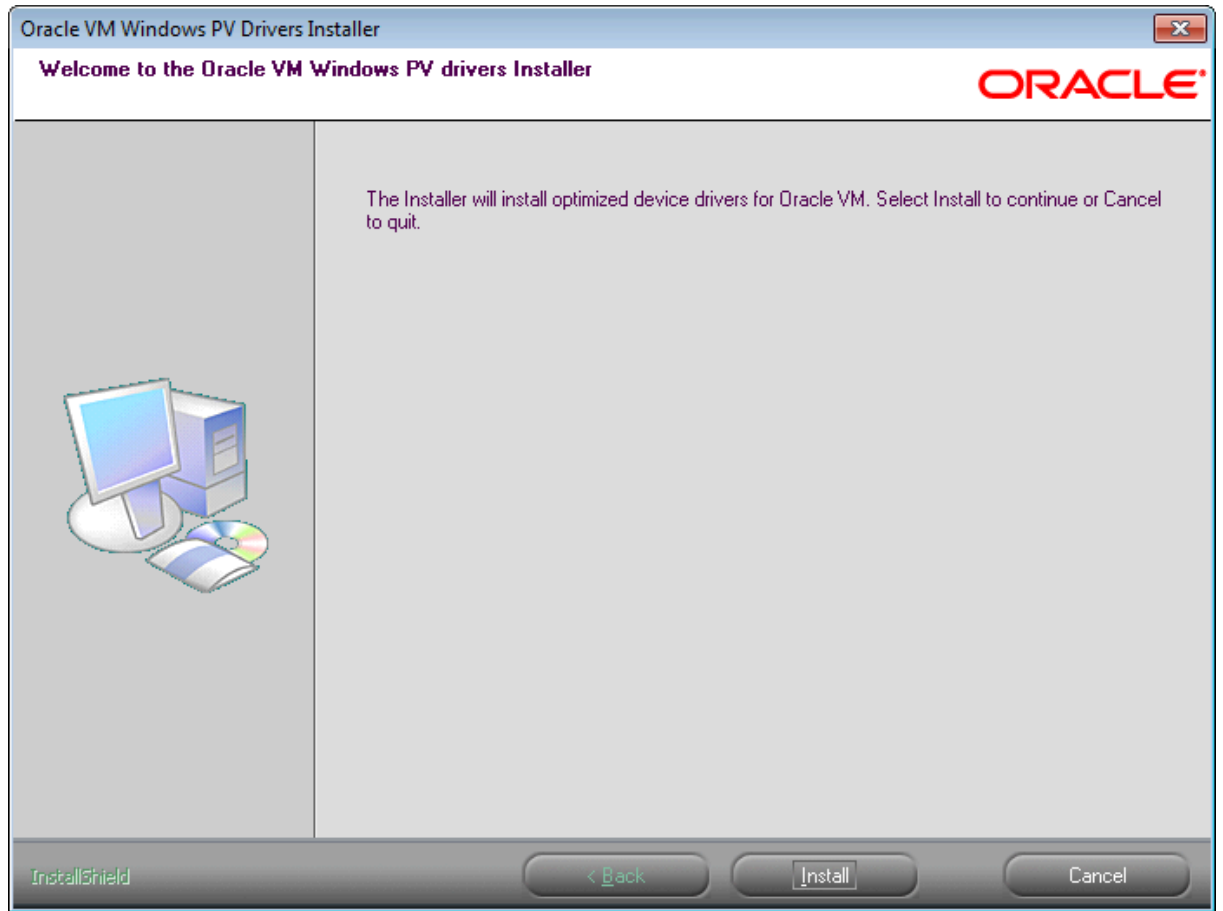 Oracle VM Windows PV Drivers Installer
Welcome to the Oracle VM Windows PV drivers Installer
ORACLE
The Installer will install optimized device drivers for Oracle VM. Select Install to continue or Cancel
to quit.
InstallShield
< Back
Install
Cancel